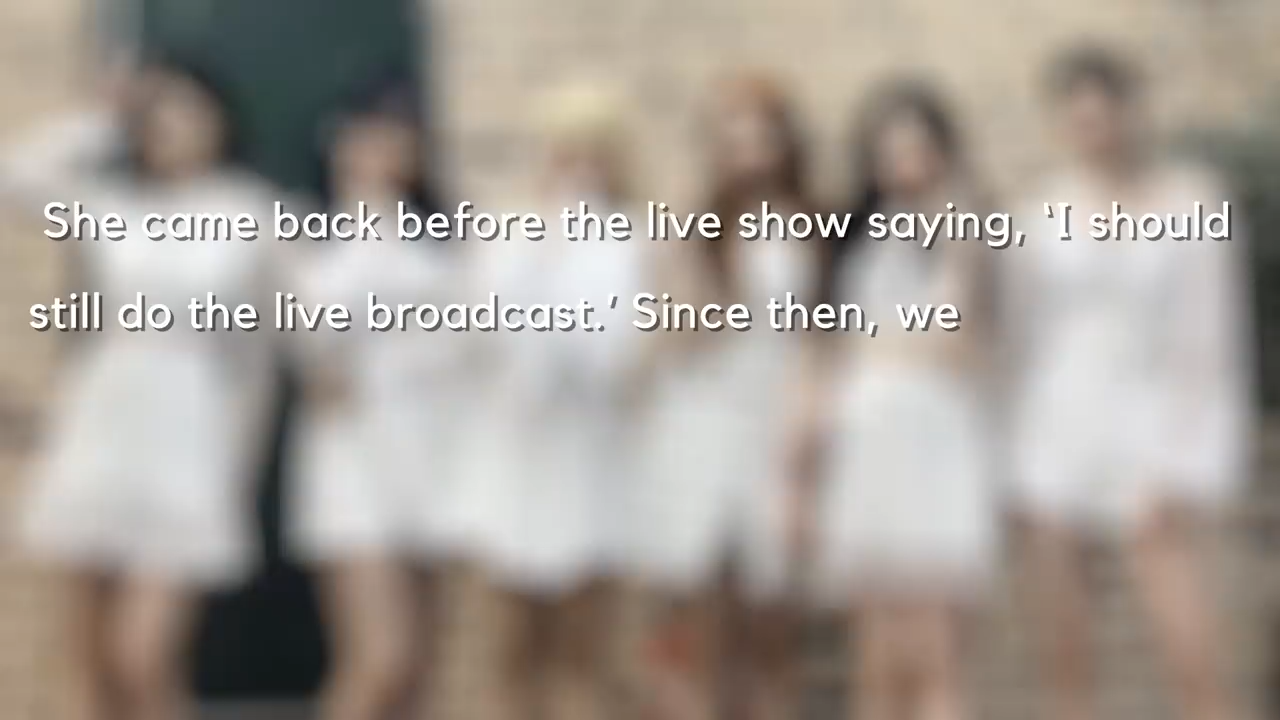 She came back before the live show saying, ‘I should
still do the live broadcast.’ Since then, we